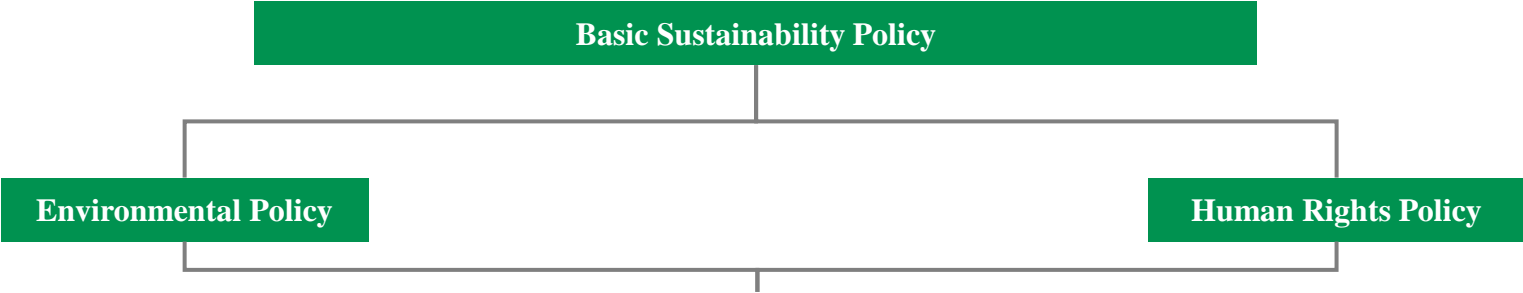 Basic Sustainability Policy
Environmental Policy
Human Rights Policy